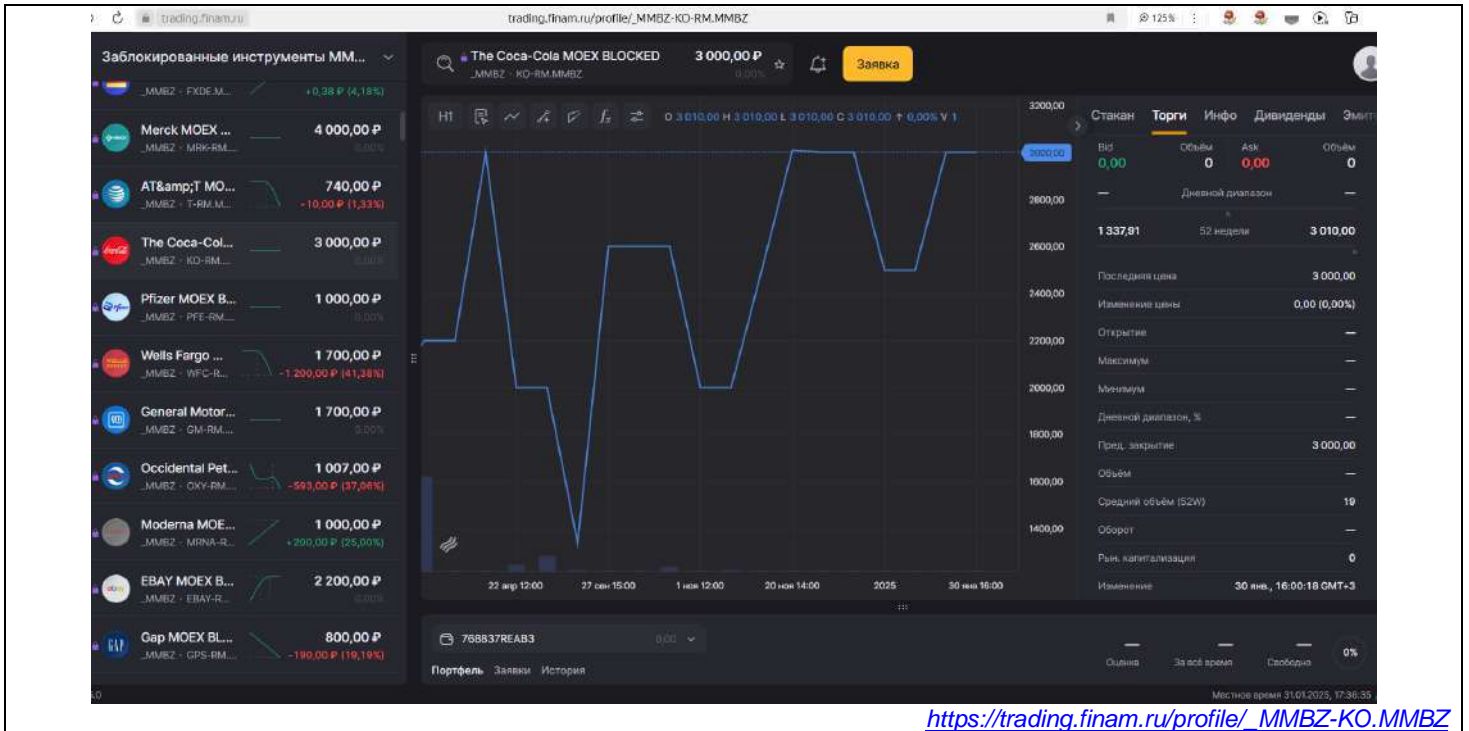 trading.finam.ru
trading.finam.ru/profile/_MMBZ-KO-RM.MMBZ
125%
Заблокированные инструменты ММ...
_MMBZ · FXDE.M...
+0,38 ₽ (4,18%)
Merck MOEX ...
4 000,00 ₽
_MMBZ · MRK-RM....
0,00%
AT&amp;T MO...
740,00 ₽
_MMBZ · T-RM.M...
-10,00 ₽ (1,33%)
The Coca-Col...
3 000,00 ₽
_MMBZ · KO-RM....
0,00%
Pfizer MOEX B...
1 000,00 ₽
_MMBZ · PFE-RM....
0,00%
Wells Fargo ...
1 700,00 ₽
_MMBZ · WFC-R...
-1 200,00 ₽ (41,38%)
General Motor...
1 700,00 ₽
_MMBZ · GM-RM....
0,00%
Occidental Pet...
1 007,00 ₽
_MMBZ · OXY-RM....
-593,00 ₽ (37,06%)
Moderna MOE...
1 000,00 ₽
_MMBZ · MRNA-R...
+200,00 ₽ (25,00%)
EBAY MOEX B...
2 200,00 ₽
_MMBZ · EBAY-R...
0,00%
Gap MOEX BL...
800,00 ₽
_MMBZ · GPS-RM....
-190,00 ₽ (19,19%)
The Coca-Cola MOEX BLOCKED
3 000,00 ₽
_MMBZ · KO-RM.MMBZ
0,00%
Заявка
H1
O 3 010,00 H 3 010,00 L 3 010,00 C 3 010,00 ↑ 0,00% V 1
3200,00
3000,00
2800,00
2600,00
2400,00
2200,00
2000,00
1800,00
1600,00
1400,00
22 апр 12:00
27 сен 15:00
1 ноя 12:00
20 ноя 14:00
2025
30 янв 16:00
Стакан Торги Инфо Дивиденды Эмит
Bid Объём Ask Объём
0,00 0 0,00 0
— Дневной диапазон —
1 337,91 52 недели 3 010,00
Последняя цена 3 000,00
Изменение цены 0,00 (0,00%)
Открытие —
Максимум —
Минимум —
Дневной диапазон, % —
Пред. закрытие 3 000,00
Объём —
Средний объём (52W) 19
Оборот —
Рын. капитализация 0
Изменение 30 янв., 16:00:18 GMT+3
768837REAB3
0,00
Портфель Заявки История
— — —
Оценка За всё время Свободно
0%
Местное время 31.01.2025, 17:36:35
https://trading.finam.ru/profile/_MMBZ-KO.MMBZ